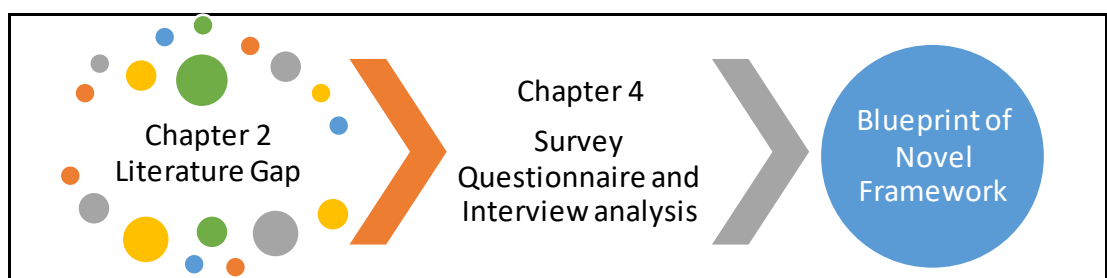 Chapter 2
Literature Gap
Chapter 4
Survey
Questionnaire and
Interview analysis
Blueprint of
Novel
Framework